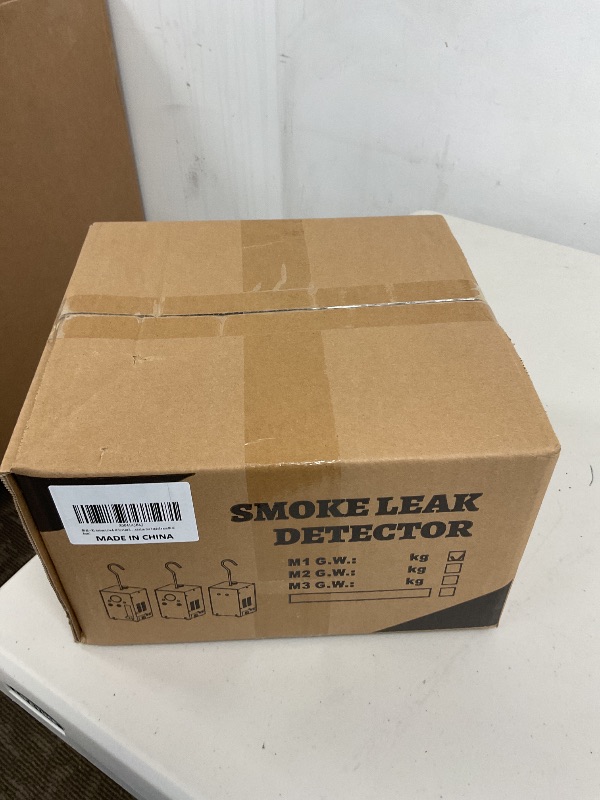 MADE IN CHINA
SMOKE LEAK
DETECTOR
M1 G.W.: kg
M2 G.W.: kg
M3 G.W.: kg